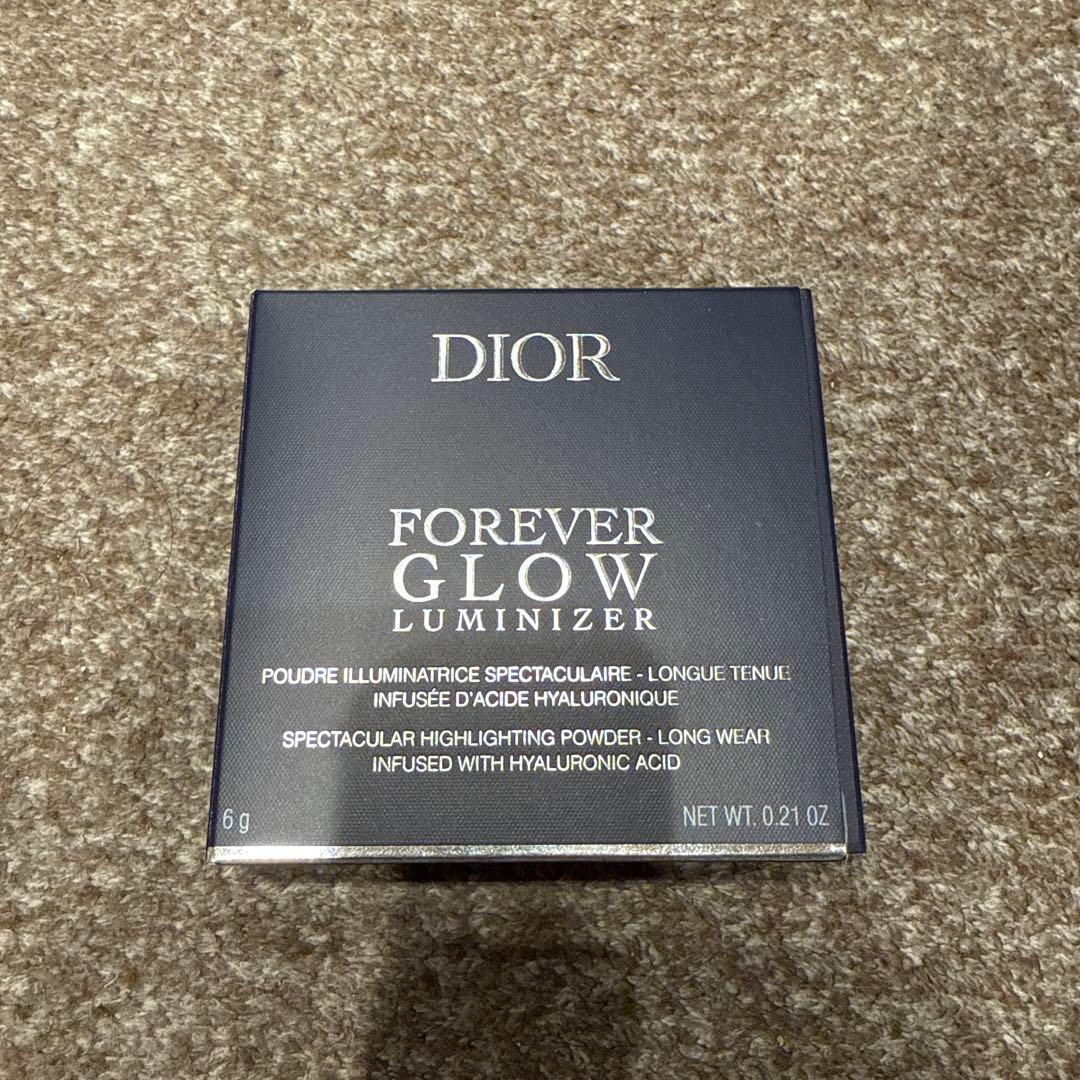 DIOR
FOREVER
GLOW
LUMINIZER
POUDRE ILLUMINATRICE SPECTACULAIRE - LONGUE TENUE
INFUSÉE D'ACIDE HYALURONIQUE
SPECTACULAR HIGHLIGHTING POWDER - LONG WEAR
INFUSED WITH HYALURONIC ACID
6 g NET WT. 0.21 OZ